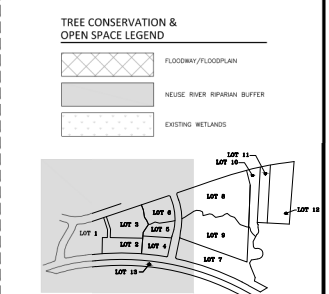 TREE CONSERVATION &
OPEN SPACE LEGEND
FLOODWAY/FLOODPLAIN
NEUSE RIVER RIPARIAN BUFFER
EXISTING WETLANDS
LOT 11
LOT 10
LOT 8
LOT 6
LOT 12
LOT 3
LOT 1
LOT 5
LOT 9
LOT 2
LOT 4
LOT 7
LOT 13